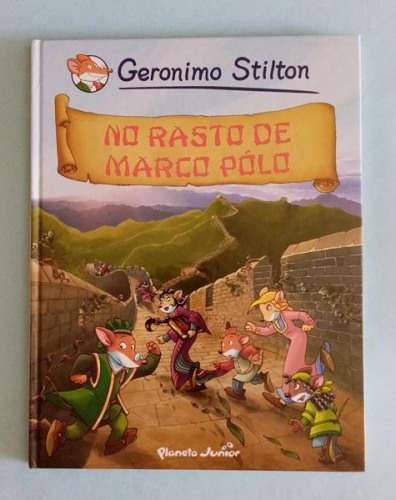 Geronimo Stilton
NO RASTO DE
MARCO PÓLO
Planeta Junior